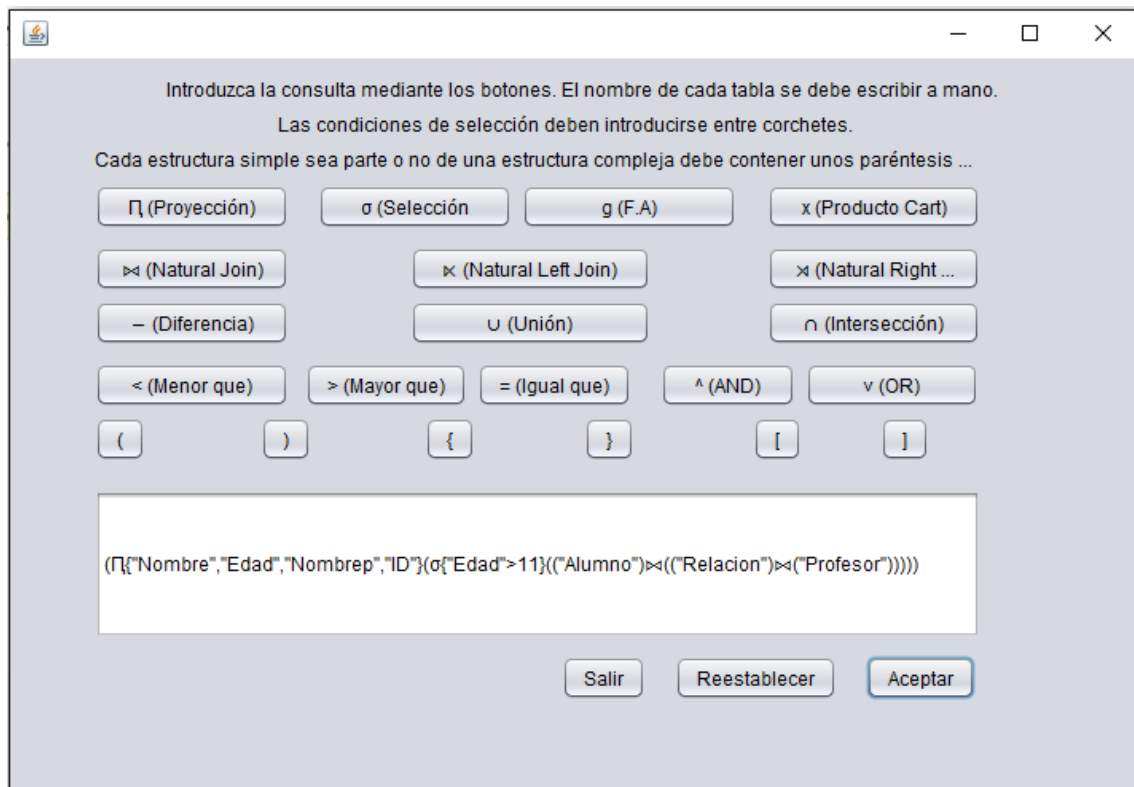 Introduzca la consulta mediante los botones. El nombre de cada tabla se debe escribir a mano.
Las condiciones de selección deben introducirse entre corchetes.
Cada estructura simple sea parte o no de una estructura compleja debe contener unos paréntesis ...
Ԥ (Proyección) σ (Selección g (F.A) x (Producto Cart)
⋈ (Natural Join) ⋉ (Natural Left Join) ⋊ (Natural Right ...
− (Diferencia) ∪ (Unión) ∩ (Intersección)
< (Menor que) > (Mayor que) = (Igual que) ^ (AND) v (OR)
( ) { } [ ]
(Ԥ{"Nombre","Edad","Nombrep","ID"}(σ{"Edad">11}(("Alumno")⋈(("Relacion")⋈("Profesor")))))
Salir Reestablecer Aceptar